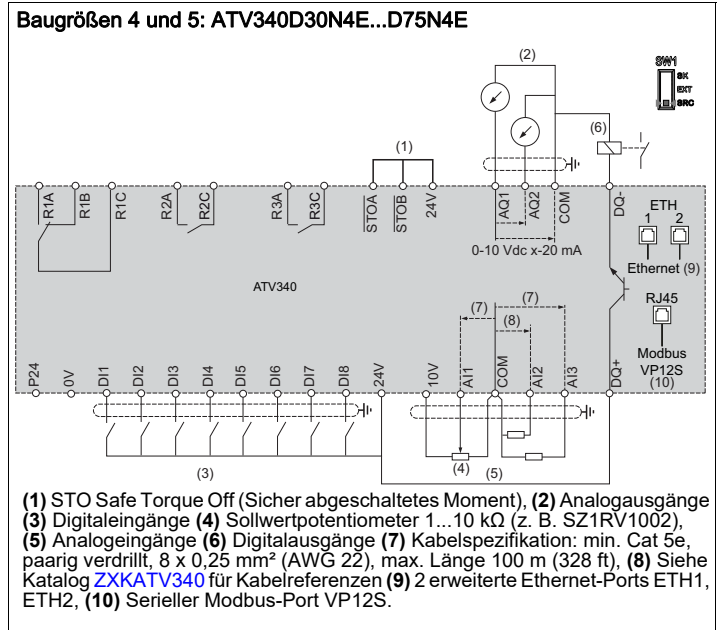 Baugrößen 4 und 5: ATV340D30N4E...D75N4E
(2)
SW1
SK
EXT
SRC
(1)
(6)
R1A
R1B
R1C
R2A
R2C
R3A
R3C
STOA
STOB
24V
AQ1
AQ2
COM
DQ-
ETH
1 2
0-10 Vdc x-20 mA
Ethernet (9)
ATV340
(7)
(7)
(8)
RJ45
Modbus
VP12S
(10)
P24
0V
DI1
DI2
DI3
DI4
DI5
DI6
DI7
DI8
24V
10V
AI1
COM
AI2
AI3
DQ+
(3)
(4)
(5)
(1) STO Safe Torque Off (Sicher abgeschaltetes Moment), (2) Analogausgänge
(3) Digitaleingänge (4) Sollwertpotentiometer 1...10 kΩ (z. B. SZ1RV1002),
(5) Analogeingänge (6) Digitalausgänge (7) Kabelspezifikation: min. Cat 5e,
paarig verdrillt, 8 x 0,25 mm² (AWG 22), max. Länge 100 m (328 ft), (8) Siehe
Katalog ZXKATV340 für Kabelreferenzen (9) 2 erweiterte Ethernet-Ports ETH1,
ETH2, (10) Serieller Modbus-Port VP12S.